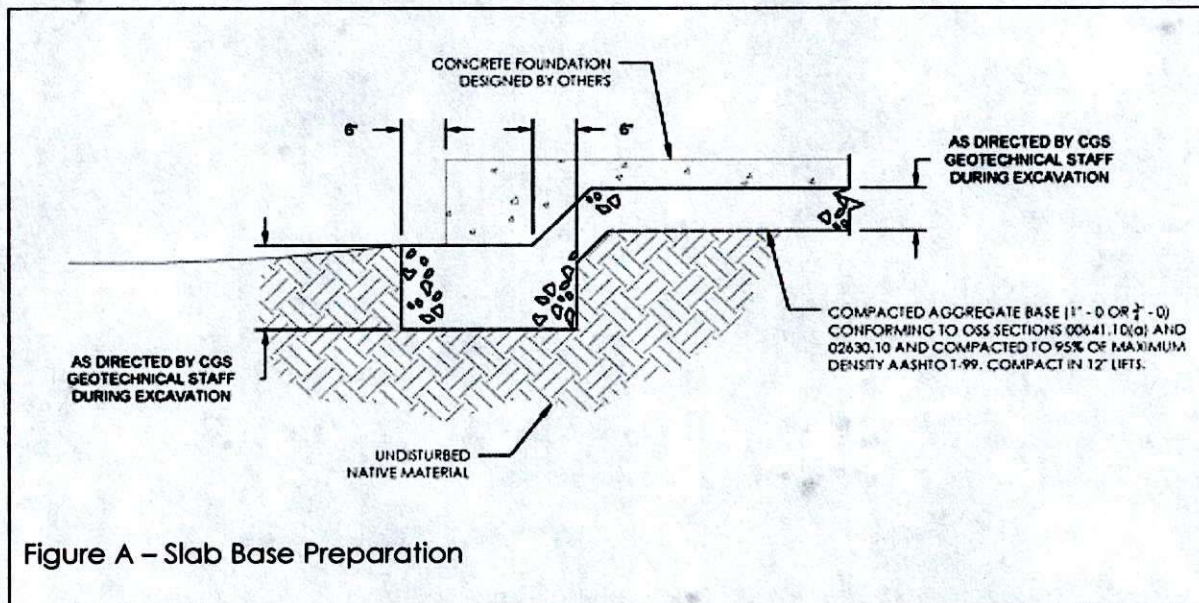 CONCRETE FOUNDATION
DESIGNED BY OTHERS
6"
6"
AS DIRECTED BY CGS
GEOTECHNICAL STAFF
DURING EXCAVATION
COMPACTED AGGREGATE BASE (1" - 0 OR ¾" - 0)
CONFORMING TO OSS SECTIONS 00641.10(a) AND
02630.10 AND COMPACTED TO 95% OF MAXIMUM
DENSITY AASHTO T-99. COMPACT IN 12" LIFTS.
AS DIRECTED BY CGS
GEOTECHNICAL STAFF
DURING EXCAVATION
UNDISTURBED
NATIVE MATERIAL
Figure A – Slab Base Preparation